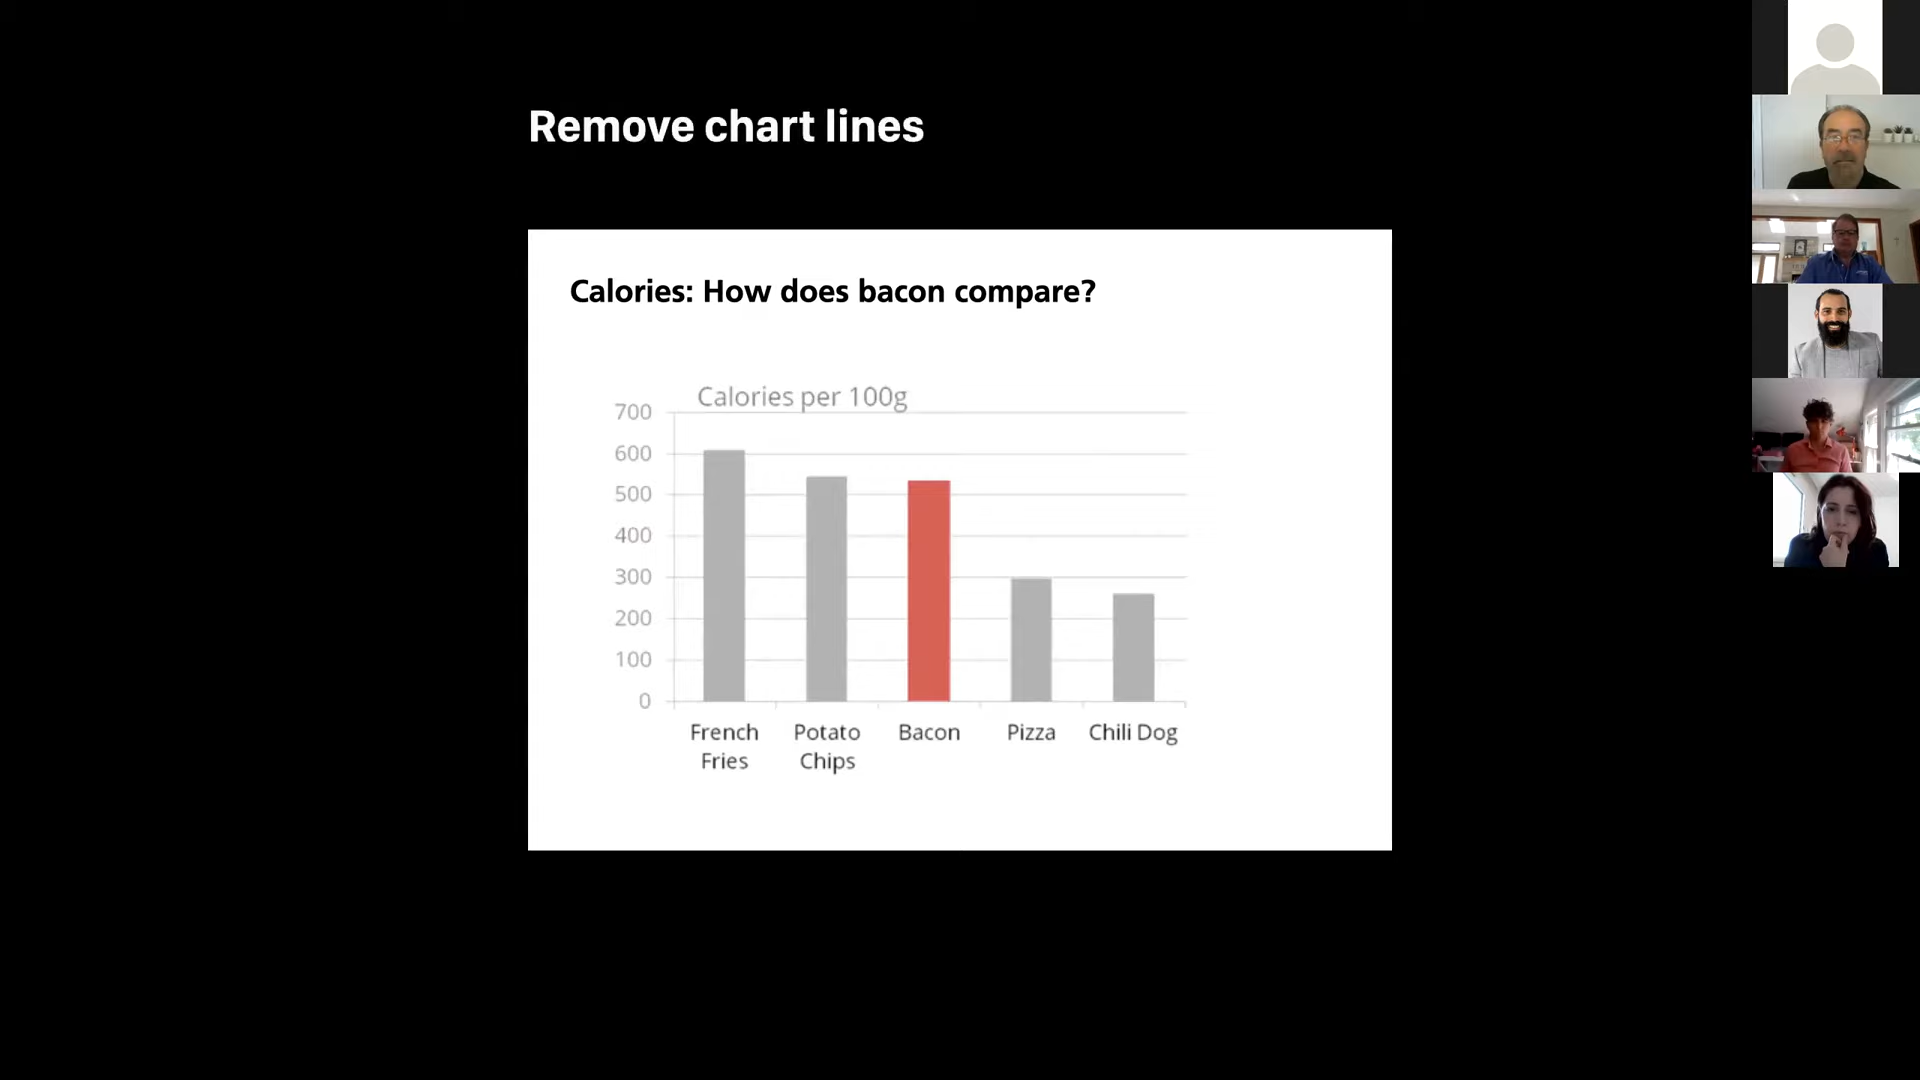 Remove chart lines
Calories: How does bacon compare?
Calories per 100g
700
600
500
400
300
200
100
0
French Fries
Potato Chips
Bacon
Pizza
Chili Dog